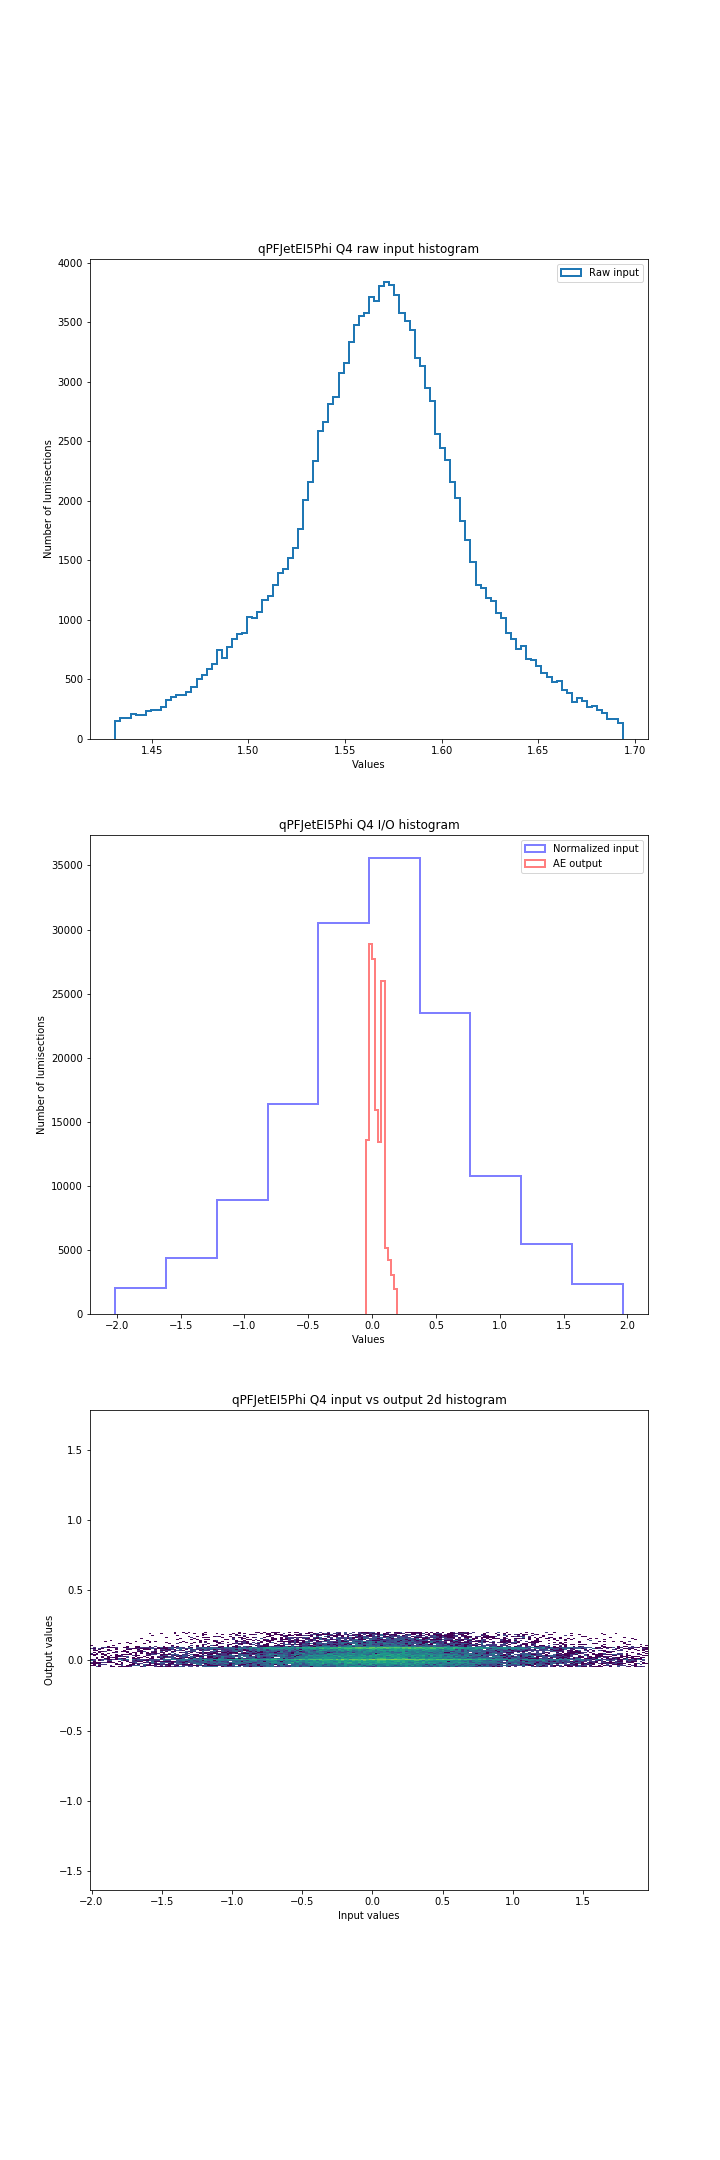 qPFJetEI5Phi Q4 raw input histogram
Raw input
4000
3500
3000
2500
2000
1500
1000
500
0
Number of lumisections
1.45 1.50 1.55 1.60 1.65 1.70
Values
qPFJetEI5Phi Q4 I/O histogram
Normalized input
AE output
35000
30000
25000
20000
15000
10000
5000
0
Number of lumisections
−2.0 −1.5 −1.0 −0.5 0.0 0.5 1.0 1.5 2.0
Values
qPFJetEI5Phi Q4 input vs output 2d histogram
1.5
1.0
0.5
0.0
−0.5
−1.0
−1.5
Output values
−2.0 −1.5 −1.0 −0.5 0.0 0.5 1.0 1.5
Input values